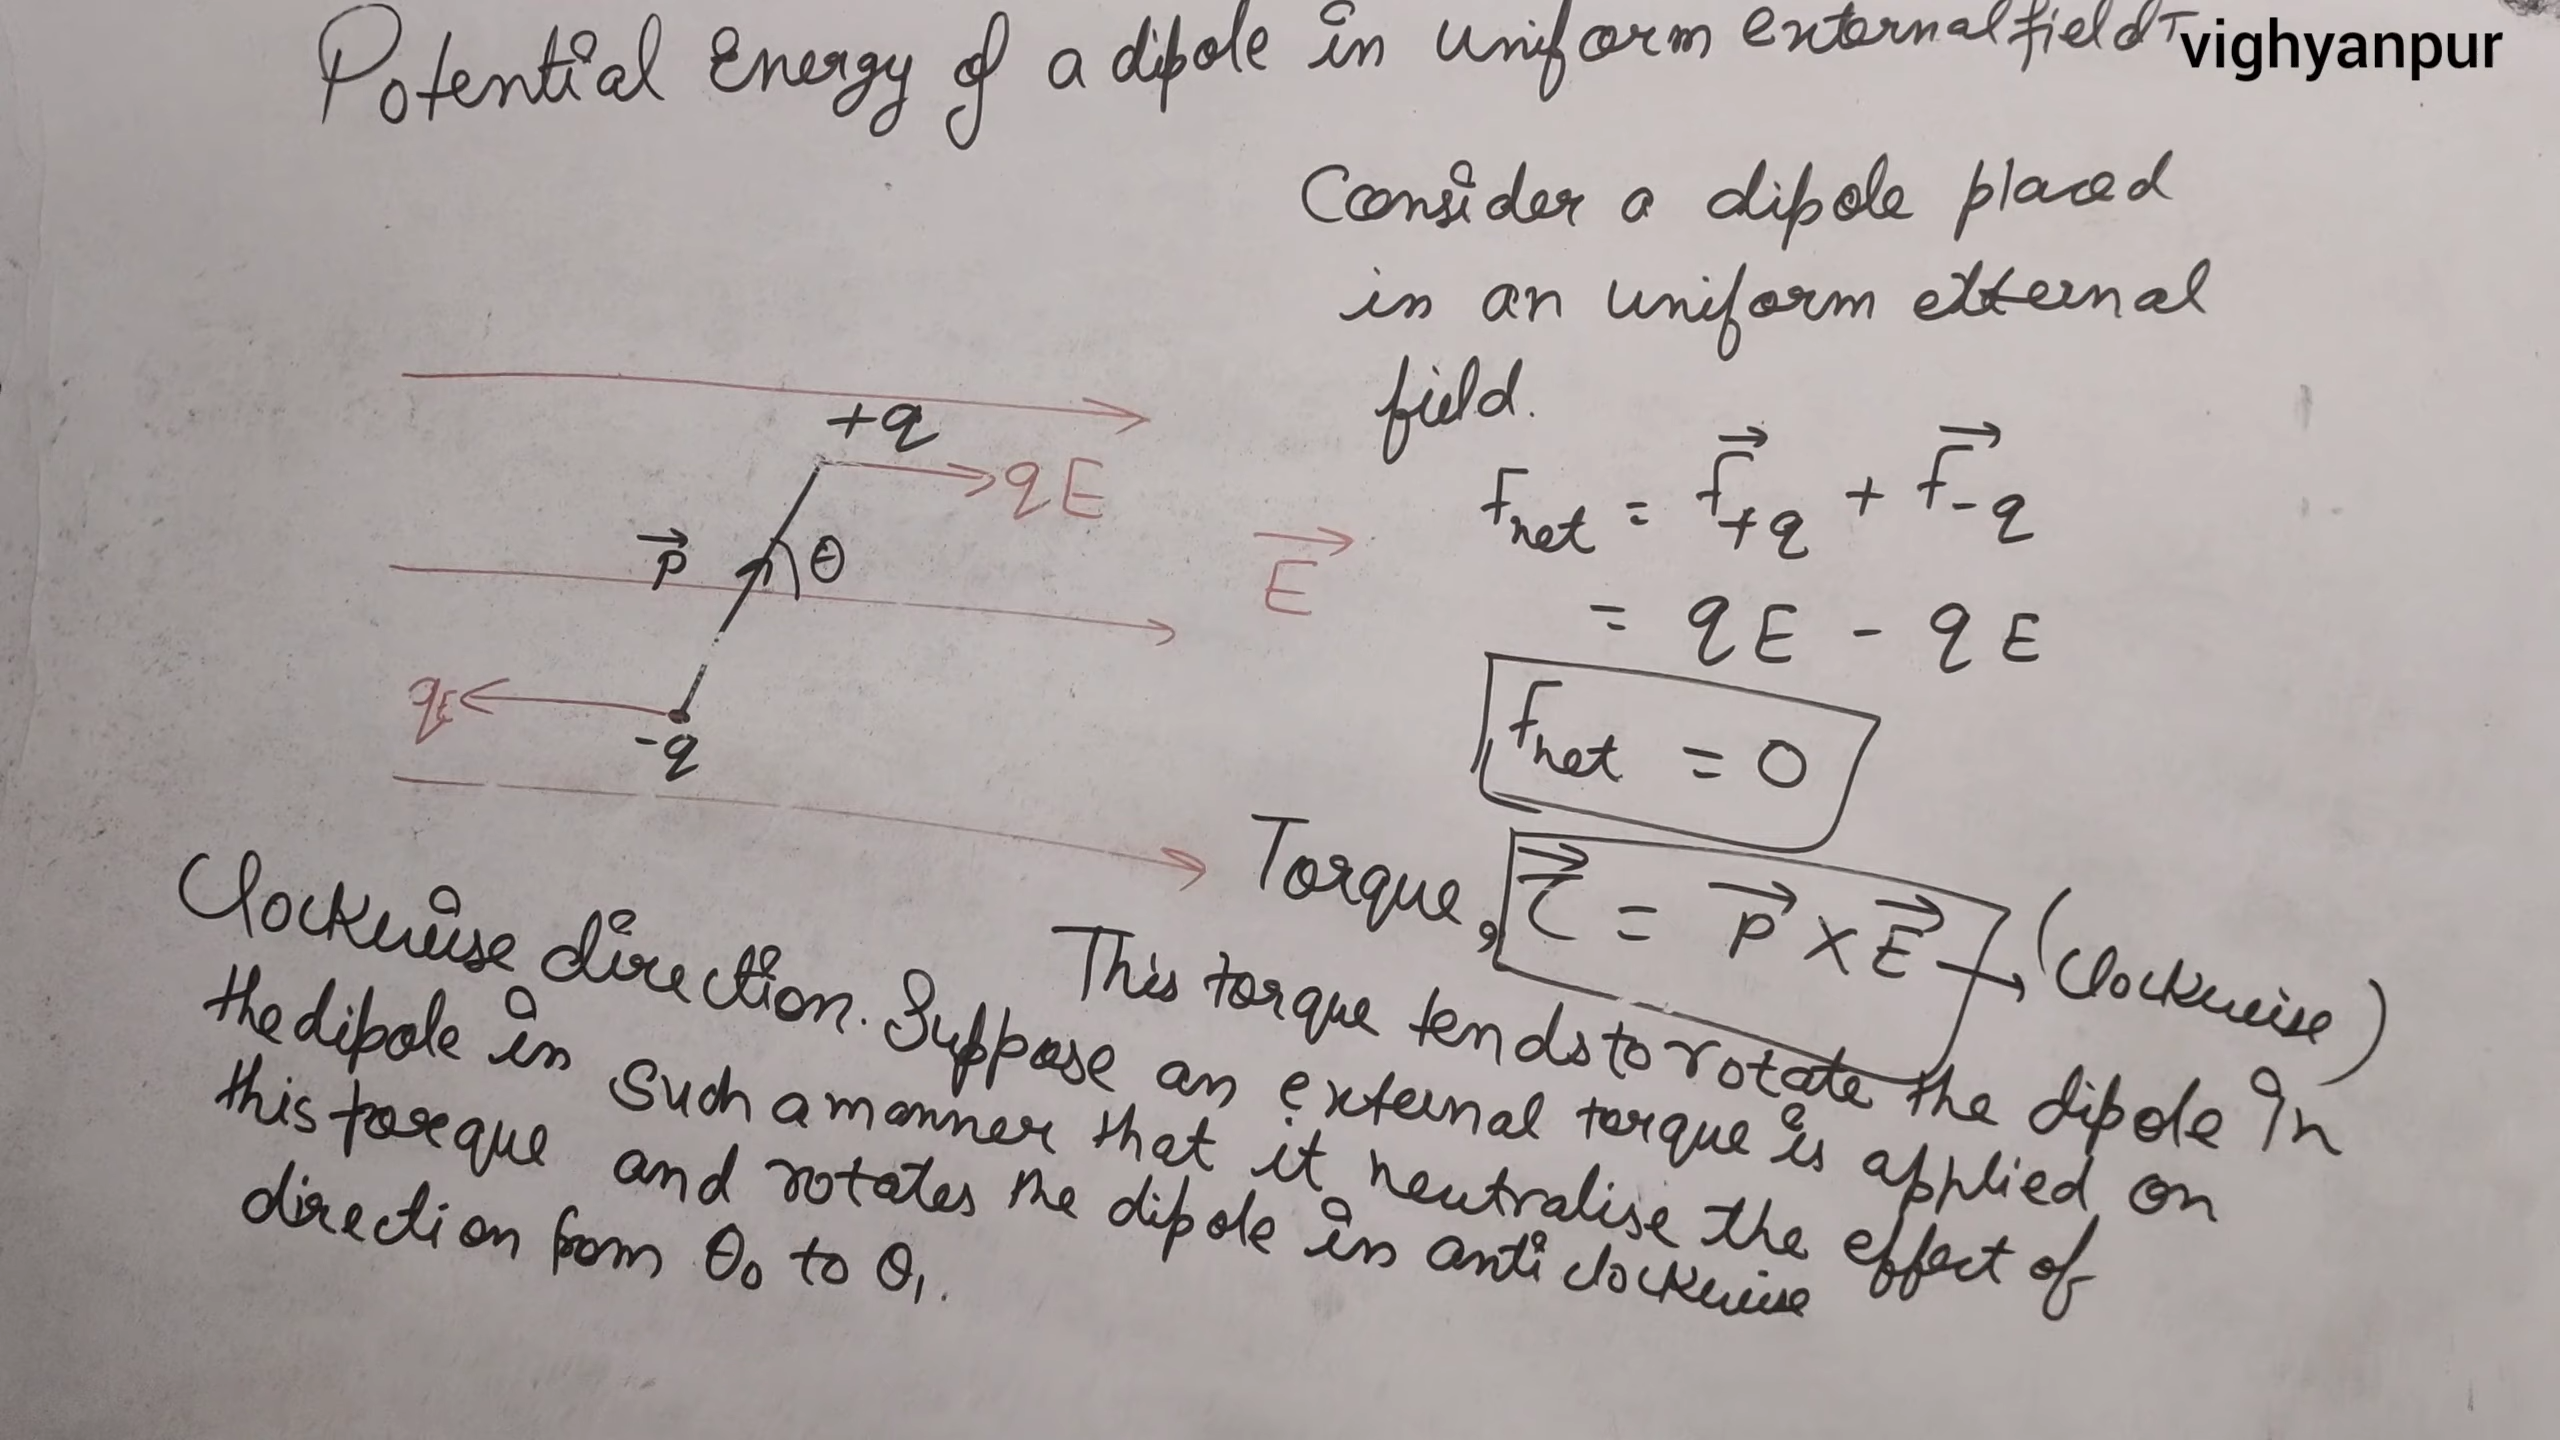 Potential Energy of a dipole in uniform external field
vighyanpur
Consider a dipole placed
in an uniform external
field.
+q
qE
p⃗
θ
E⃗
qE
-q
Fnet = F⃗+q + F⃗-q
= qE - qE
Fnet = 0
Torque, τ⃗ = p⃗ × E⃗ → (Clockwise)
This torque tends to rotate the dipole in
Clockwise direction. Suppose an external torque is applied on
the dipole in such a manner that it neutralise the effect of
this torque and rotates the dipole in anti clockwise
direction from θ₀ to θ₁.